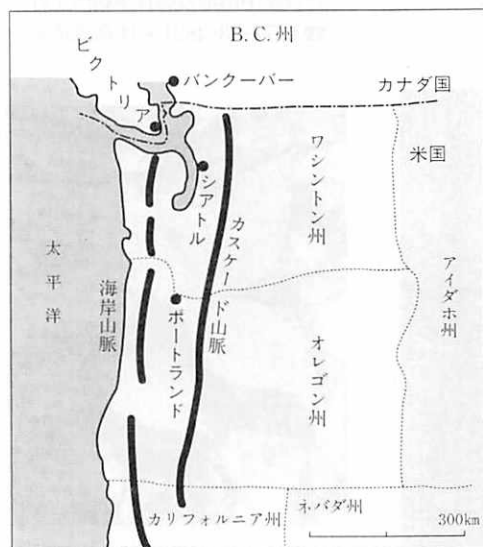 B.C.州
ビクトリア
バンクーバー
カナダ国
米国
シアトル
ワシントン州
カスケード山脈
太平洋
海岸山脈
ポートランド
オレゴン州
アイダホ州
カリフォルニア州
ネバダ州
300km